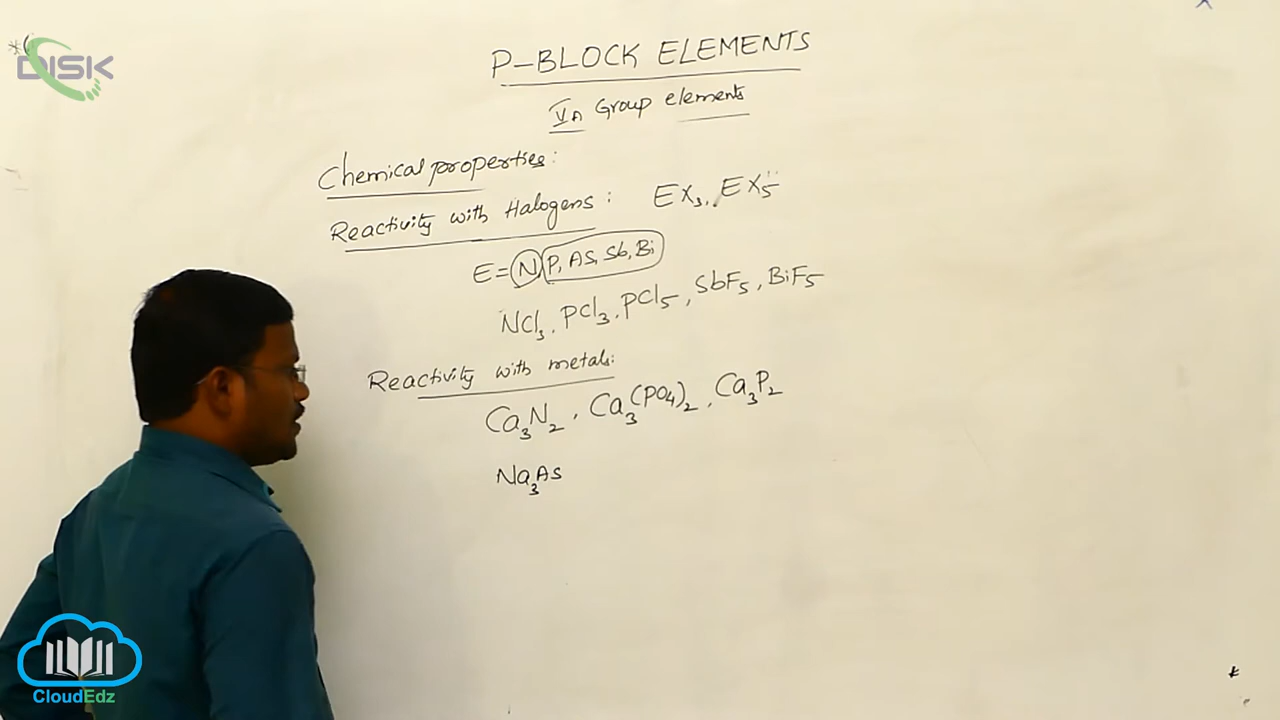 DISK
P-BLOCK ELEMENTS
VA Group elements
Chemical properties:
Reactivity with Halogens: EX₃, EX₅
E= N, P, AS, Sb, Bi
NCl₃, PCl₃, PCl₅, SbF₅, BiF₅
Reactivity with metals:
Ca₃N₂, Ca₃(PO₄)₂, Ca₃P₂
Na₃AS
CloudEdz